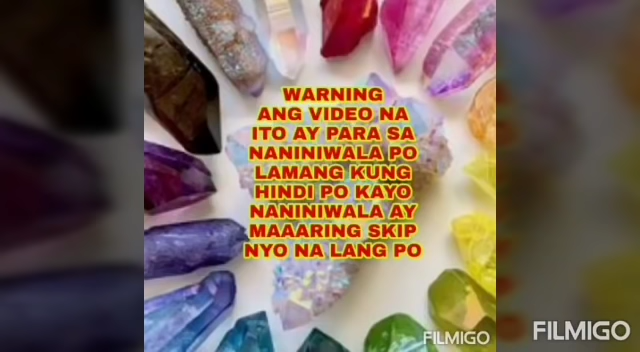 WARNING
ANG VIDEO NA
ITO AY PARA SA
NANINIWALA PO
LAMANG KUNG
HINDI PO KAYO
NANINIWALA AY
MAAARING SKIP
NYO NA LANG PO
FILMIGO
FILMIGO